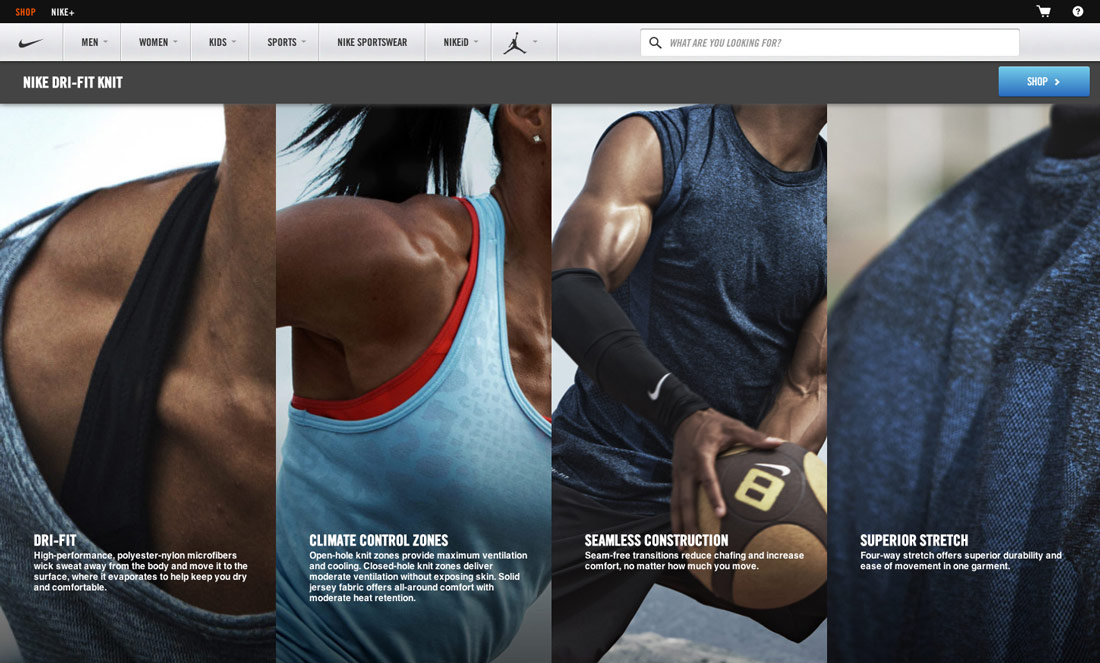 SHOP NIKE+
MEN WOMEN KIDS SPORTS NIKE SPORTSWEAR NIKEiD WHAT ARE YOU LOOKING FOR?
NIKE DRI-FIT KNIT SHOP
DRI-FIT
High-performance, polyester-nylon microfibers
wick sweat away from the body and move it to the
surface, where it evaporates to help keep you dry
and comfortable.
CLIMATE CONTROL ZONES
Open-hole knit zones provide maximum ventilation
and cooling. Closed-hole knit zones deliver
moderate ventilation without exposing skin. Solid
jersey fabric offers all-around comfort with
moderate heat retention.
8
SEAMLESS CONSTRUCTION
Seam-free transitions reduce chafing and increase
comfort, no matter how much you move.
SUPERIOR STRETCH
Four-way stretch offers superior durability and
ease of movement in one garment.